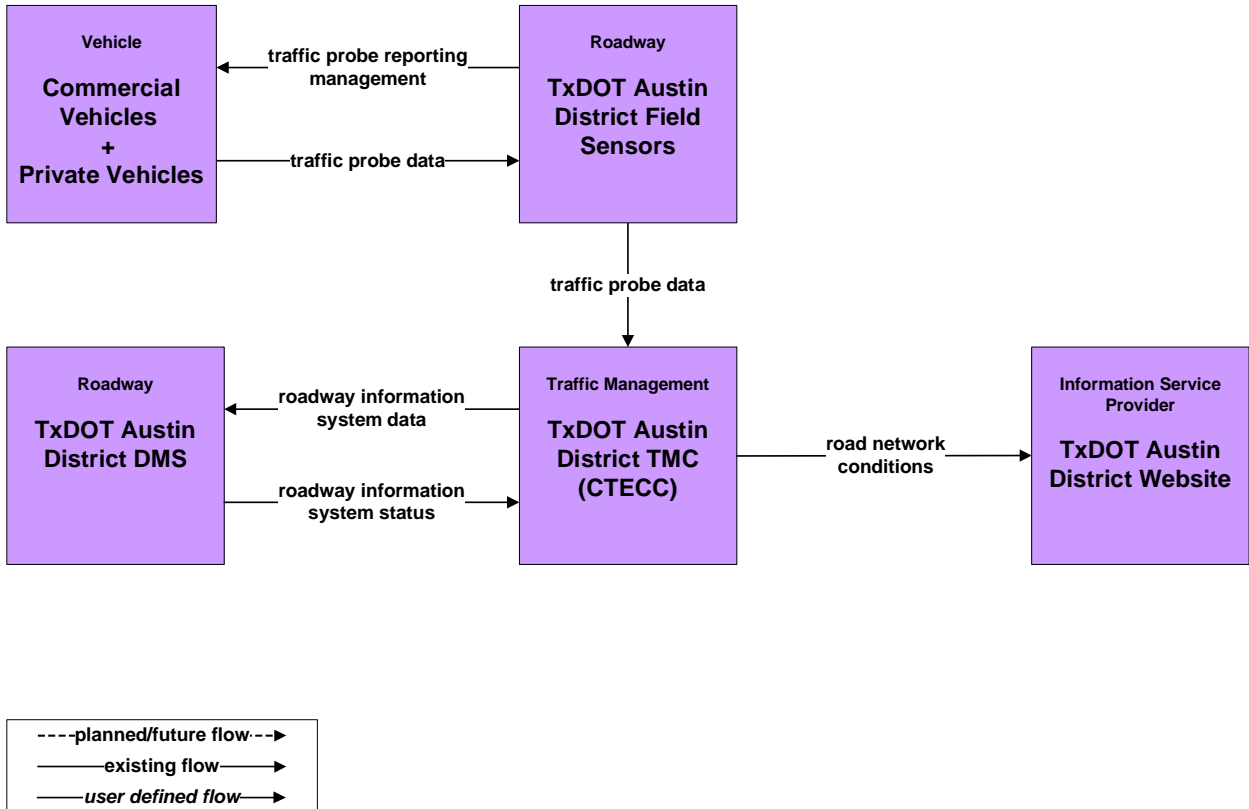 Vehicle
Commercial
Vehicles
+
Private Vehicles
traffic probe reporting
management
traffic probe data
Roadway
TxDOT Austin
District Field
Sensors
traffic probe data
Roadway
TxDOT Austin
District DMS
roadway information
system data
roadway information
system status
Traffic Management
TxDOT Austin
District TMC
(CTECC)
road network
conditions
Information Service
Provider
TxDOT Austin
District Website
planned/future flow
existing flow
user defined flow